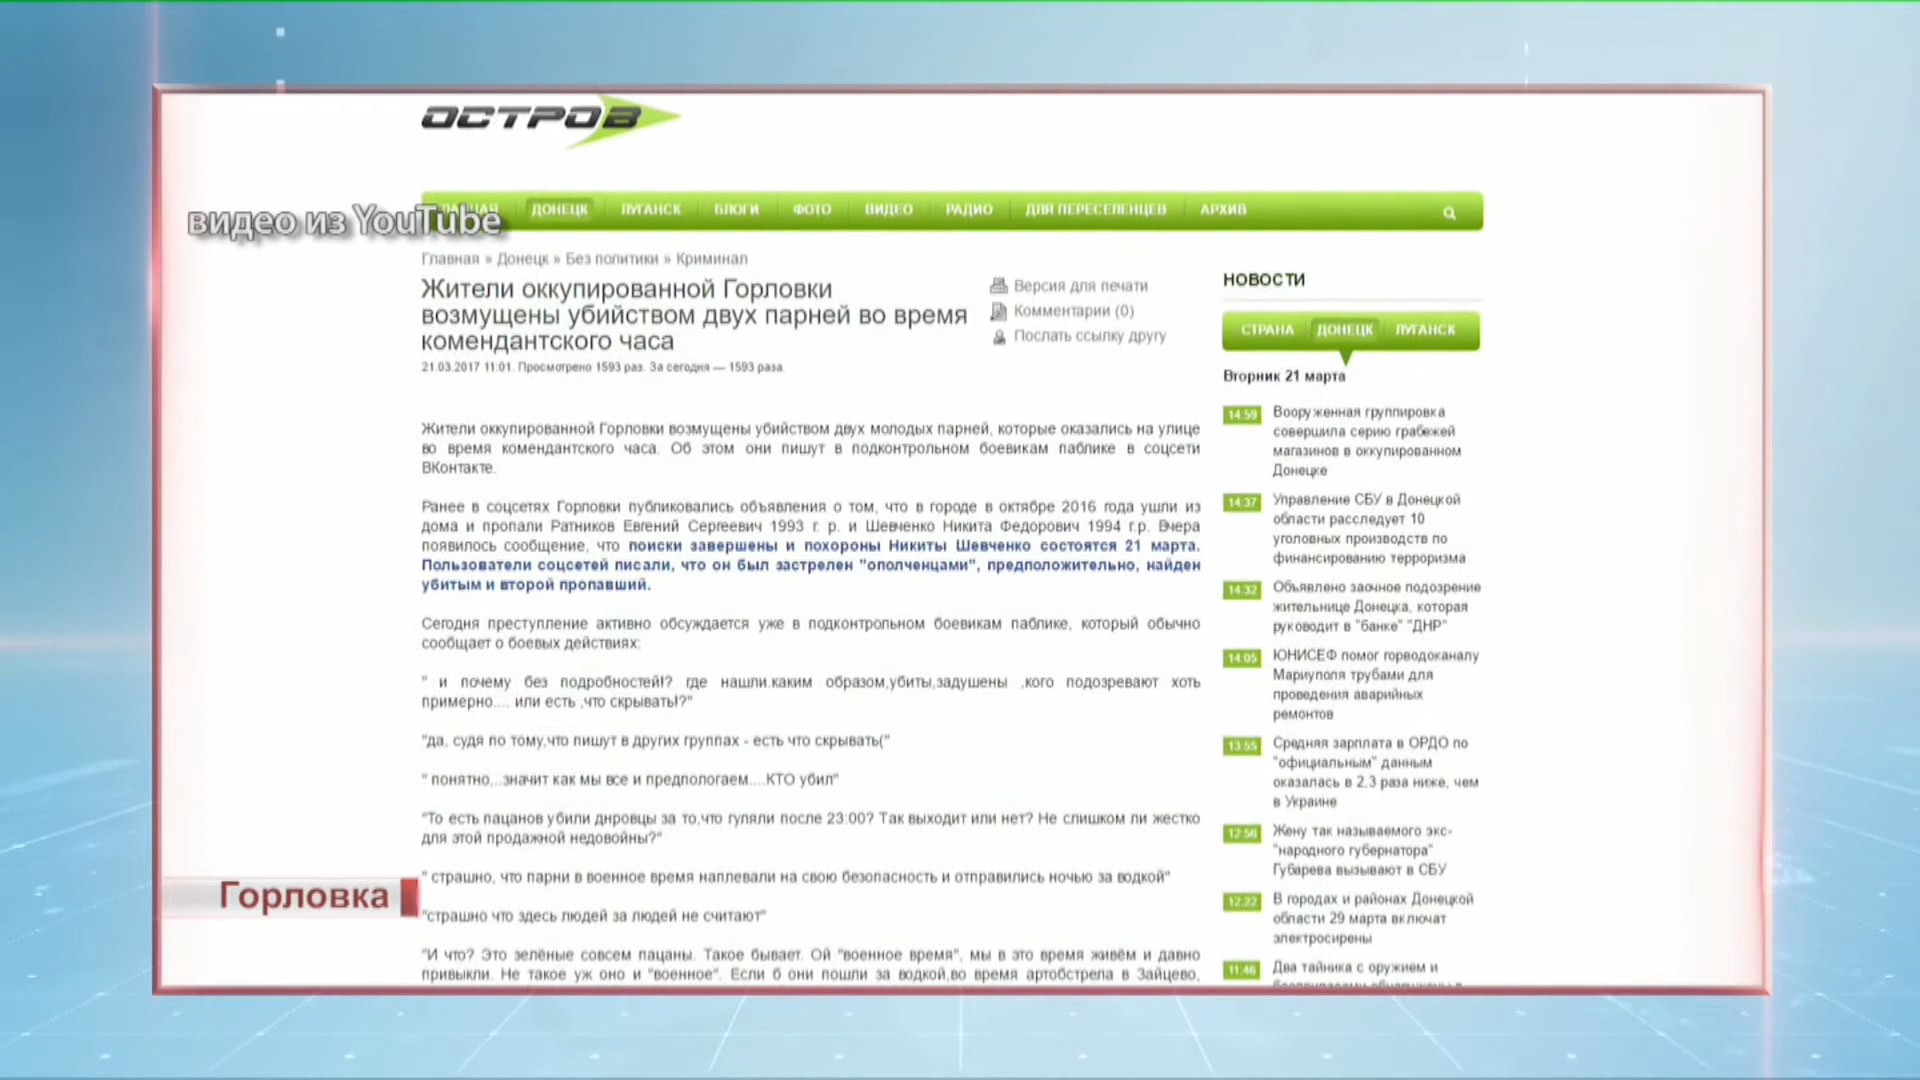 ОСТРОВ
видео из YouTube
ДОНЕЦК ЛУГАНСК БЛОГИ ФОТО ВИДЕО РАДИО ДЛЯ ПЕРЕСЕЛЕНЦЕВ АРХИВ
Главная » Донецк » Без политики » Криминал
Жители оккупированной Горловки
возмущены убийством двух парней во время
комендантского часа
21.03.2017 11:01. Просмотрено 1593 раз. За сегодня — 1593 раза.
Версия для печати
Комментарии (0)
Послать ссылку другу
Жители оккупированной Горловки возмущены убийством двух молодых парней, которые оказались на улице
во время комендантского часа. Об этом они пишут в подконтрольном боевикам паблике в соцсети
ВКонтакте.
Ранее в соцсетях Горловки публиковались объявления о том, что в городе в октябре 2016 года ушли из
дома и пропали Ратников Евгений Сергеевич 1993 г. р. и Шевченко Никита Федорович 1994 г.р. Вчера
появилось сообщение, что поиски завершены и похороны Никиты Шевченко состоятся 21 марта.
Пользователи соцсетей писали, что он был застрелен "ополченцами", предположительно, найден
убитым и второй пропавший.
Сегодня преступление активно обсуждается уже в подконтрольном боевикам паблике, который обычно
сообщает о боевых действиях:
" и почему без подробностей!? где нашли.каким образом,убиты,задушены ,кого подозревают хоть
примерно.... или есть ,что скрывать!?"
"да, судя по тому,что пишут в других группах - есть что скрывать("
" понятно,..значит как мы все и предпологаем....КТО убил"
"То есть пацанов убили днровцы за то,что гуляли после 23:00? Так выходит или нет? Не слишком ли жестко
для этой продажной недовойны?"
" страшно, что парни в военное время наплевали на свою безопасность и отправились ночью за водкой"
"страшно что здесь людей за людей не считают"
"И что? Это зелёные совсем пацаны. Такое бывает. Ой "военное время", мы в это время живём и давно
привыкли. Не такое уж оно и "военное". Если б они пошли за водкой,во время артобстрела в Зайцево,
НОВОСТИ
СТРАНА ДОНЕЦК ЛУГАНСК
Вторник 21 марта
14:59 Вооруженная группировка
совершила серию грабежей
магазинов в оккупированном
Донецке
14:37 Управление СБУ в Донецкой
области расследует 10
уголовных производств по
финансированию терроризма
14:32 Объявлено заочное подозрение
жительнице Донецка, которая
руководит в "банке" "ДНР"
14:05 ЮНИСЕФ помог горводоканалу
Мариуполя трубами для
проведения аварийных
ремонтов
13:55 Средняя зарплата в ОРДО по
"официальным" данным
оказалась в 2,3 раза ниже, чем
в Украине
12:56 Жену так называемого экс-
"народного губернатора"
Губарева вызывают в СБУ
12:22 В городах и районах Донецкой
области 29 марта включат
электросирены
11:46 Два тайника с оружием и
Горловка